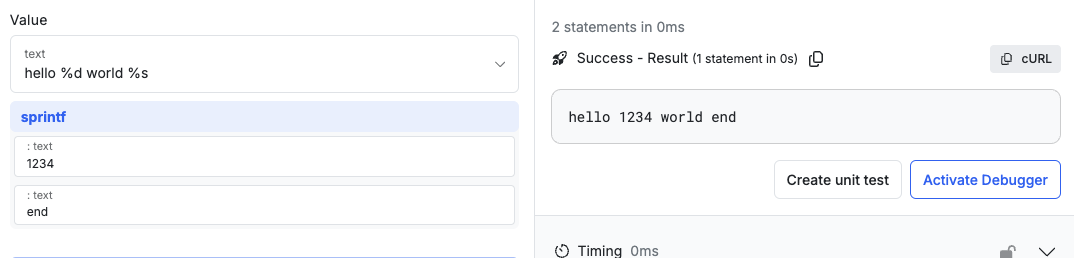 Value
text
hello %d world %s
sprintf
: text
1234
: text
end
2 statements in 0ms
Success - Result (1 statement in 0s)
cURL
hello 1234 world end
Create unit test
Activate Debugger
Timing 0ms